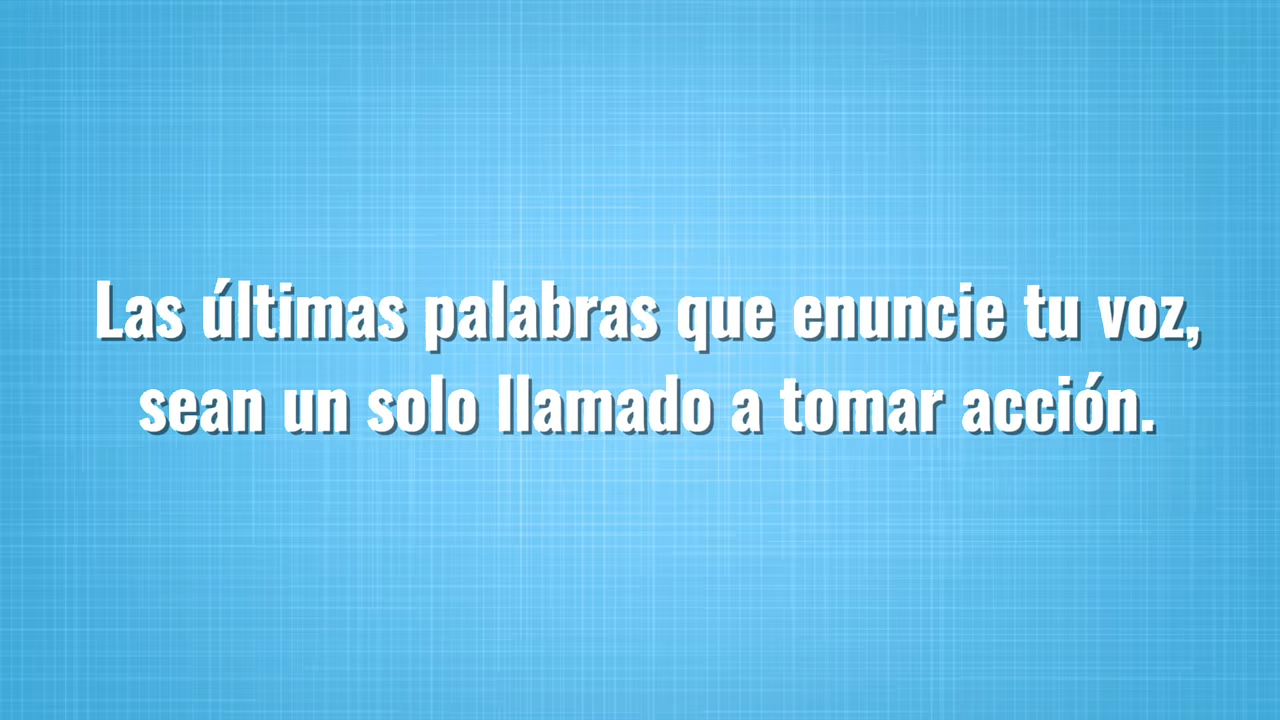 Las últimas palabras que enuncie tu voz,
sean un solo llamado a tomar acción.